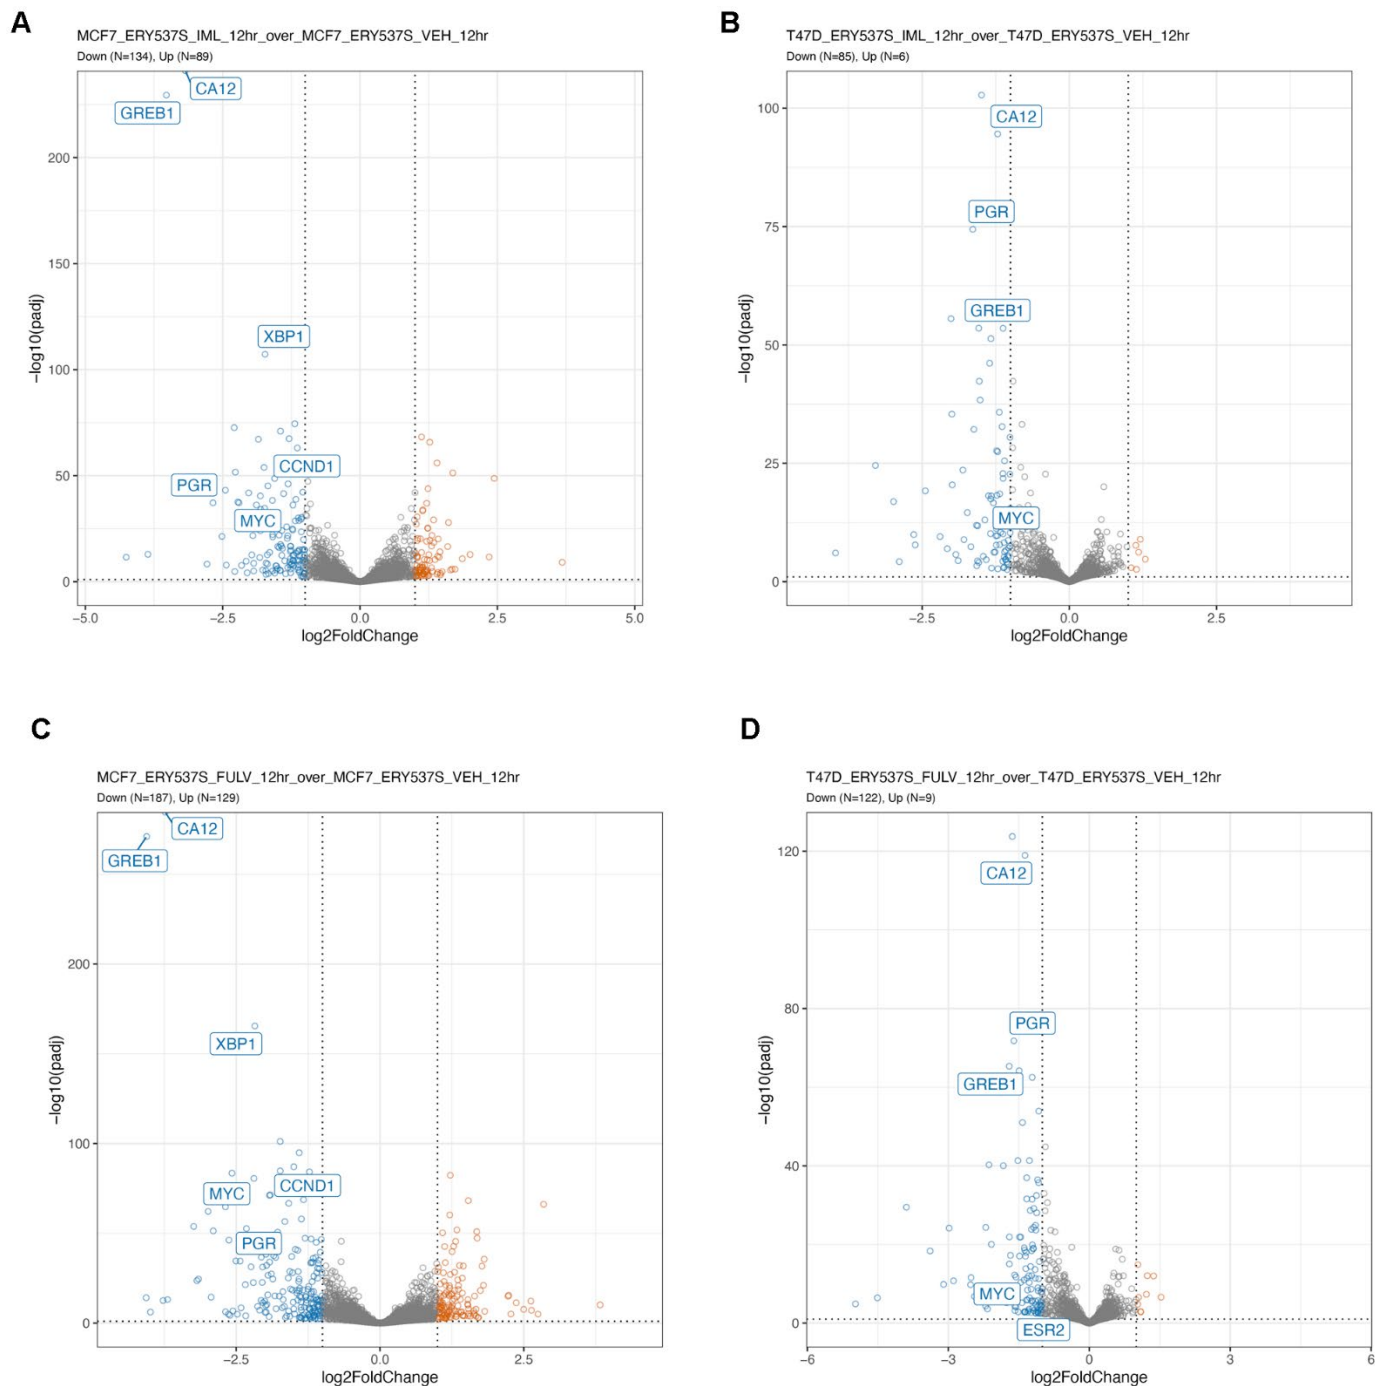 A
MCF7_ERY537S_IML_12hr_over_MCF7_ERY537S_VEH_12hr
Down (N=134), Up (N=89)
CA12
GREB1
200
150
XBP1
100
CCND1
50
PGR
MYC
0
−5.0 −2.5 0.0 2.5 5.0
log2FoldChange
−log10(padj)
B
T47D_ERY537S_IML_12hr_over_T47D_ERY537S_VEH_12hr
Down (N=85), Up (N=6)
100
CA12
PGR
75
GREB1
50
25
MYC
0
−2.5 0.0 2.5
log2FoldChange
−log10(padj)
C
MCF7_ERY537S_FULV_12hr_over_MCF7_ERY537S_VEH_12hr
Down (N=187), Up (N=129)
CA12
GREB1
200
XBP1
100
CCND1
MYC
PGR
0
−2.5 0.0 2.5
log2FoldChange
−log10(padj)
D
T47D_ERY537S_FULV_12hr_over_T47D_ERY537S_VEH_12hr
Down (N=122), Up (N=9)
120
CA12
80
PGR
GREB1
40
MYC
0
ESR2
−6 −3 0 3 6
log2FoldChange
−log10(padj)